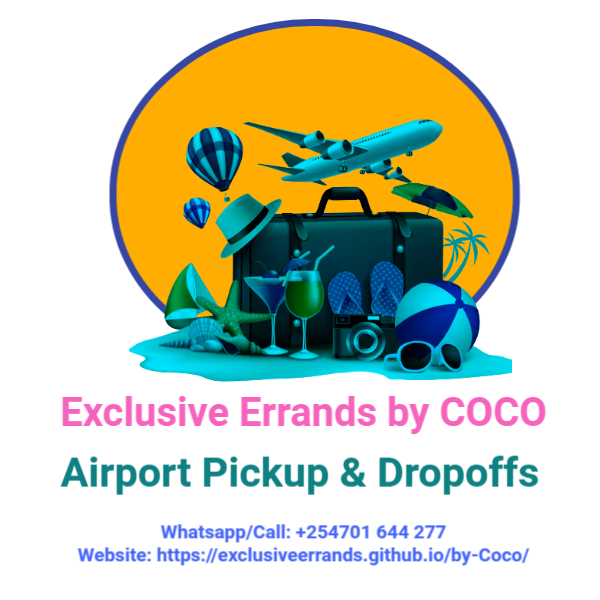 Exclusive Errands by COCO
Airport Pickup & Dropoffs
Whatsapp/Call: +254701 644 277
Website: https://exclusiveerrands.github.io/by-Coco/